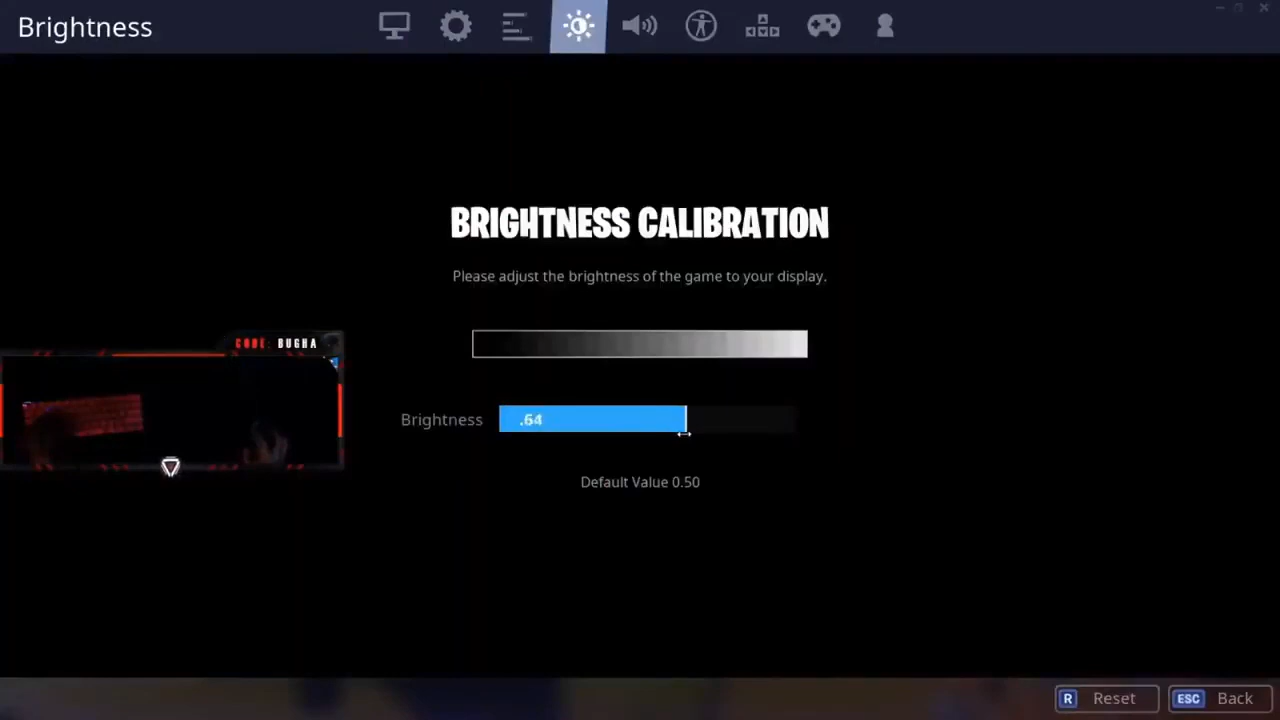 Brightness
BRIGHTNESS CALIBRATION
Please adjust the brightness of the game to your display.
CODE: BUGHA
Brightness .64
Default Value 0.50
R Reset ESC Back